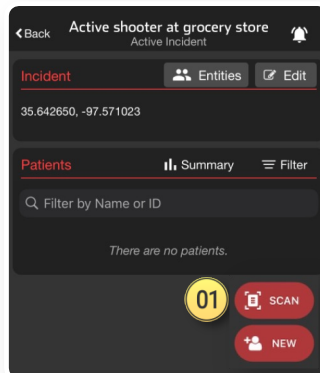 Back
Active shooter at grocery store
Active Incident
Incident
Entities
Edit
35.642650, -97.571023
Patients
Summary
Filter
Filter by Name or ID
There are no patients.
01
SCAN
NEW